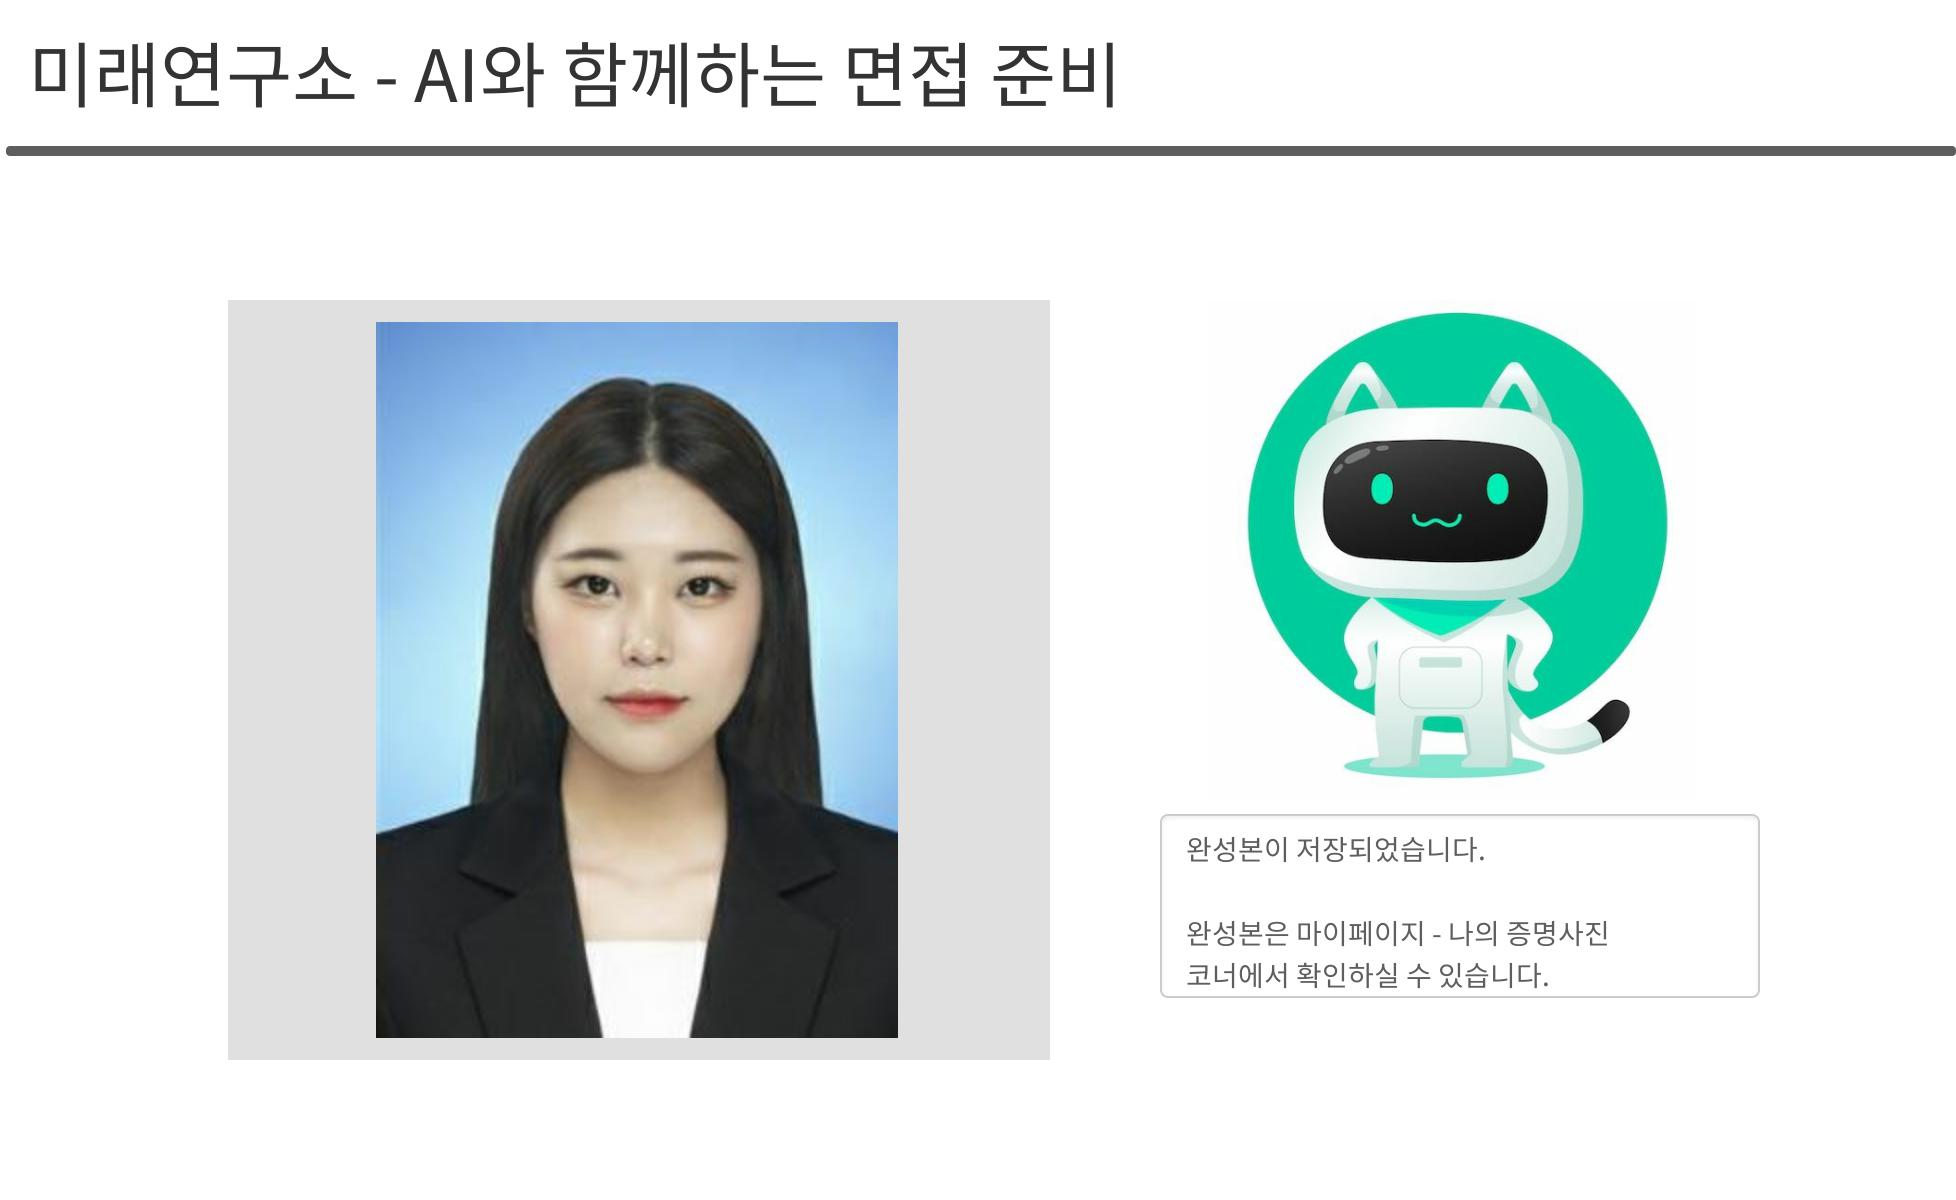 미래연구소 - AI와 함께하는 면접 준비
완성본이 저장되었습니다.
완성본은 마이페이지 - 나의 증명사진
코너에서 확인하실 수 있습니다.